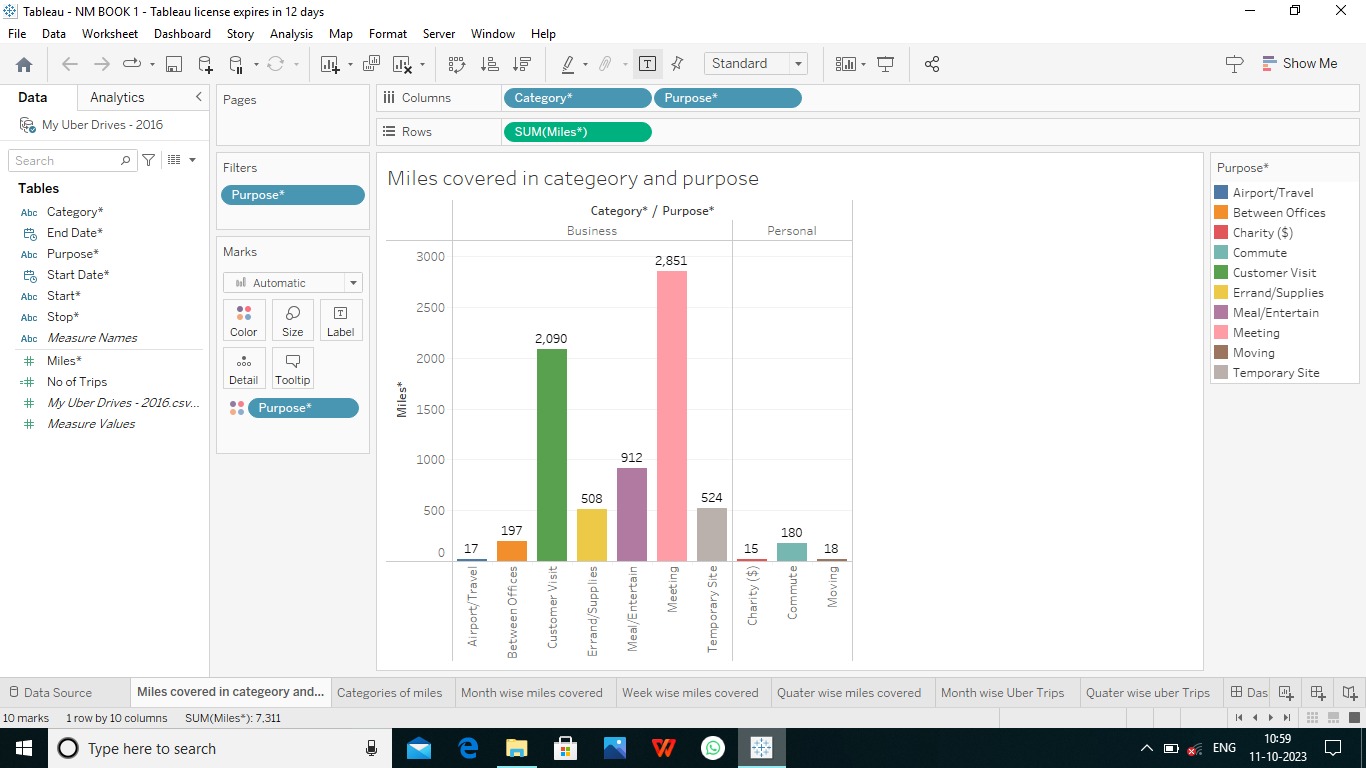 Tableau - NM BOOK 1 - Tableau license expires in 12 days
File Data Worksheet Dashboard Story Analysis Map Format Server Window Help
Standard
Show Me
Data Analytics
My Uber Drives - 2016
Search
Tables
Abc Category*
End Date*
Abc Purpose*
Start Date*
Abc Start*
Abc Stop*
Abc Measure Names
# Miles*
=# No of Trips
# My Uber Drives - 2016.csv...
# Measure Values
Pages
Filters
Purpose*
Marks
Automatic
Color Size Label
T
Detail Tooltip
Purpose*
Columns Category* Purpose*
Rows SUM(Miles*)
Miles covered in categeory and purpose
Category* / Purpose*
Business Personal
Miles*
3000
2500
2000
1500
1000
500
0
17
197
2,090
508
912
2,851
524
15
180
18
Airport/Travel
Between Offices
Customer Visit
Errand/Supplies
Meal/Entertain
Meeting
Temporary Site
Charity ($)
Commute
Moving
Purpose*
Airport/Travel
Between Offices
Charity ($)
Commute
Customer Visit
Errand/Supplies
Meal/Entertain
Meeting
Moving
Temporary Site
Data Source Miles covered in categeory and... Categories of miles Month wise miles covered Week wise miles covered Quater wise miles covered Month wise Uber Trips Quater wise uber Trips Das
10 marks 1 row by 10 columns SUM(Miles*): 7,311
Type here to search
ENG
10:59
11-10-2023